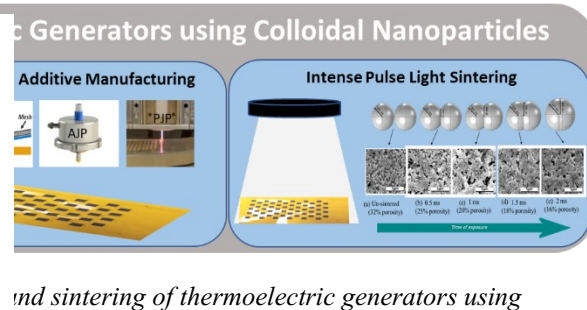 c Generators using Colloidal Nanoparticles
Additive Manufacturing
Mesh
AJP
"PJP"
Intense Pulse Light Sintering
(a) Un-sintered
(32% porosity)
(b) 0.5 ms
(25% porosity)
(c) 1 ms
(20% porosity)
(d) 1.5 ms
(18% porosity)
(e) 2 ms
(16% porosity)
Time of exposure
and sintering of thermoelectric generators using